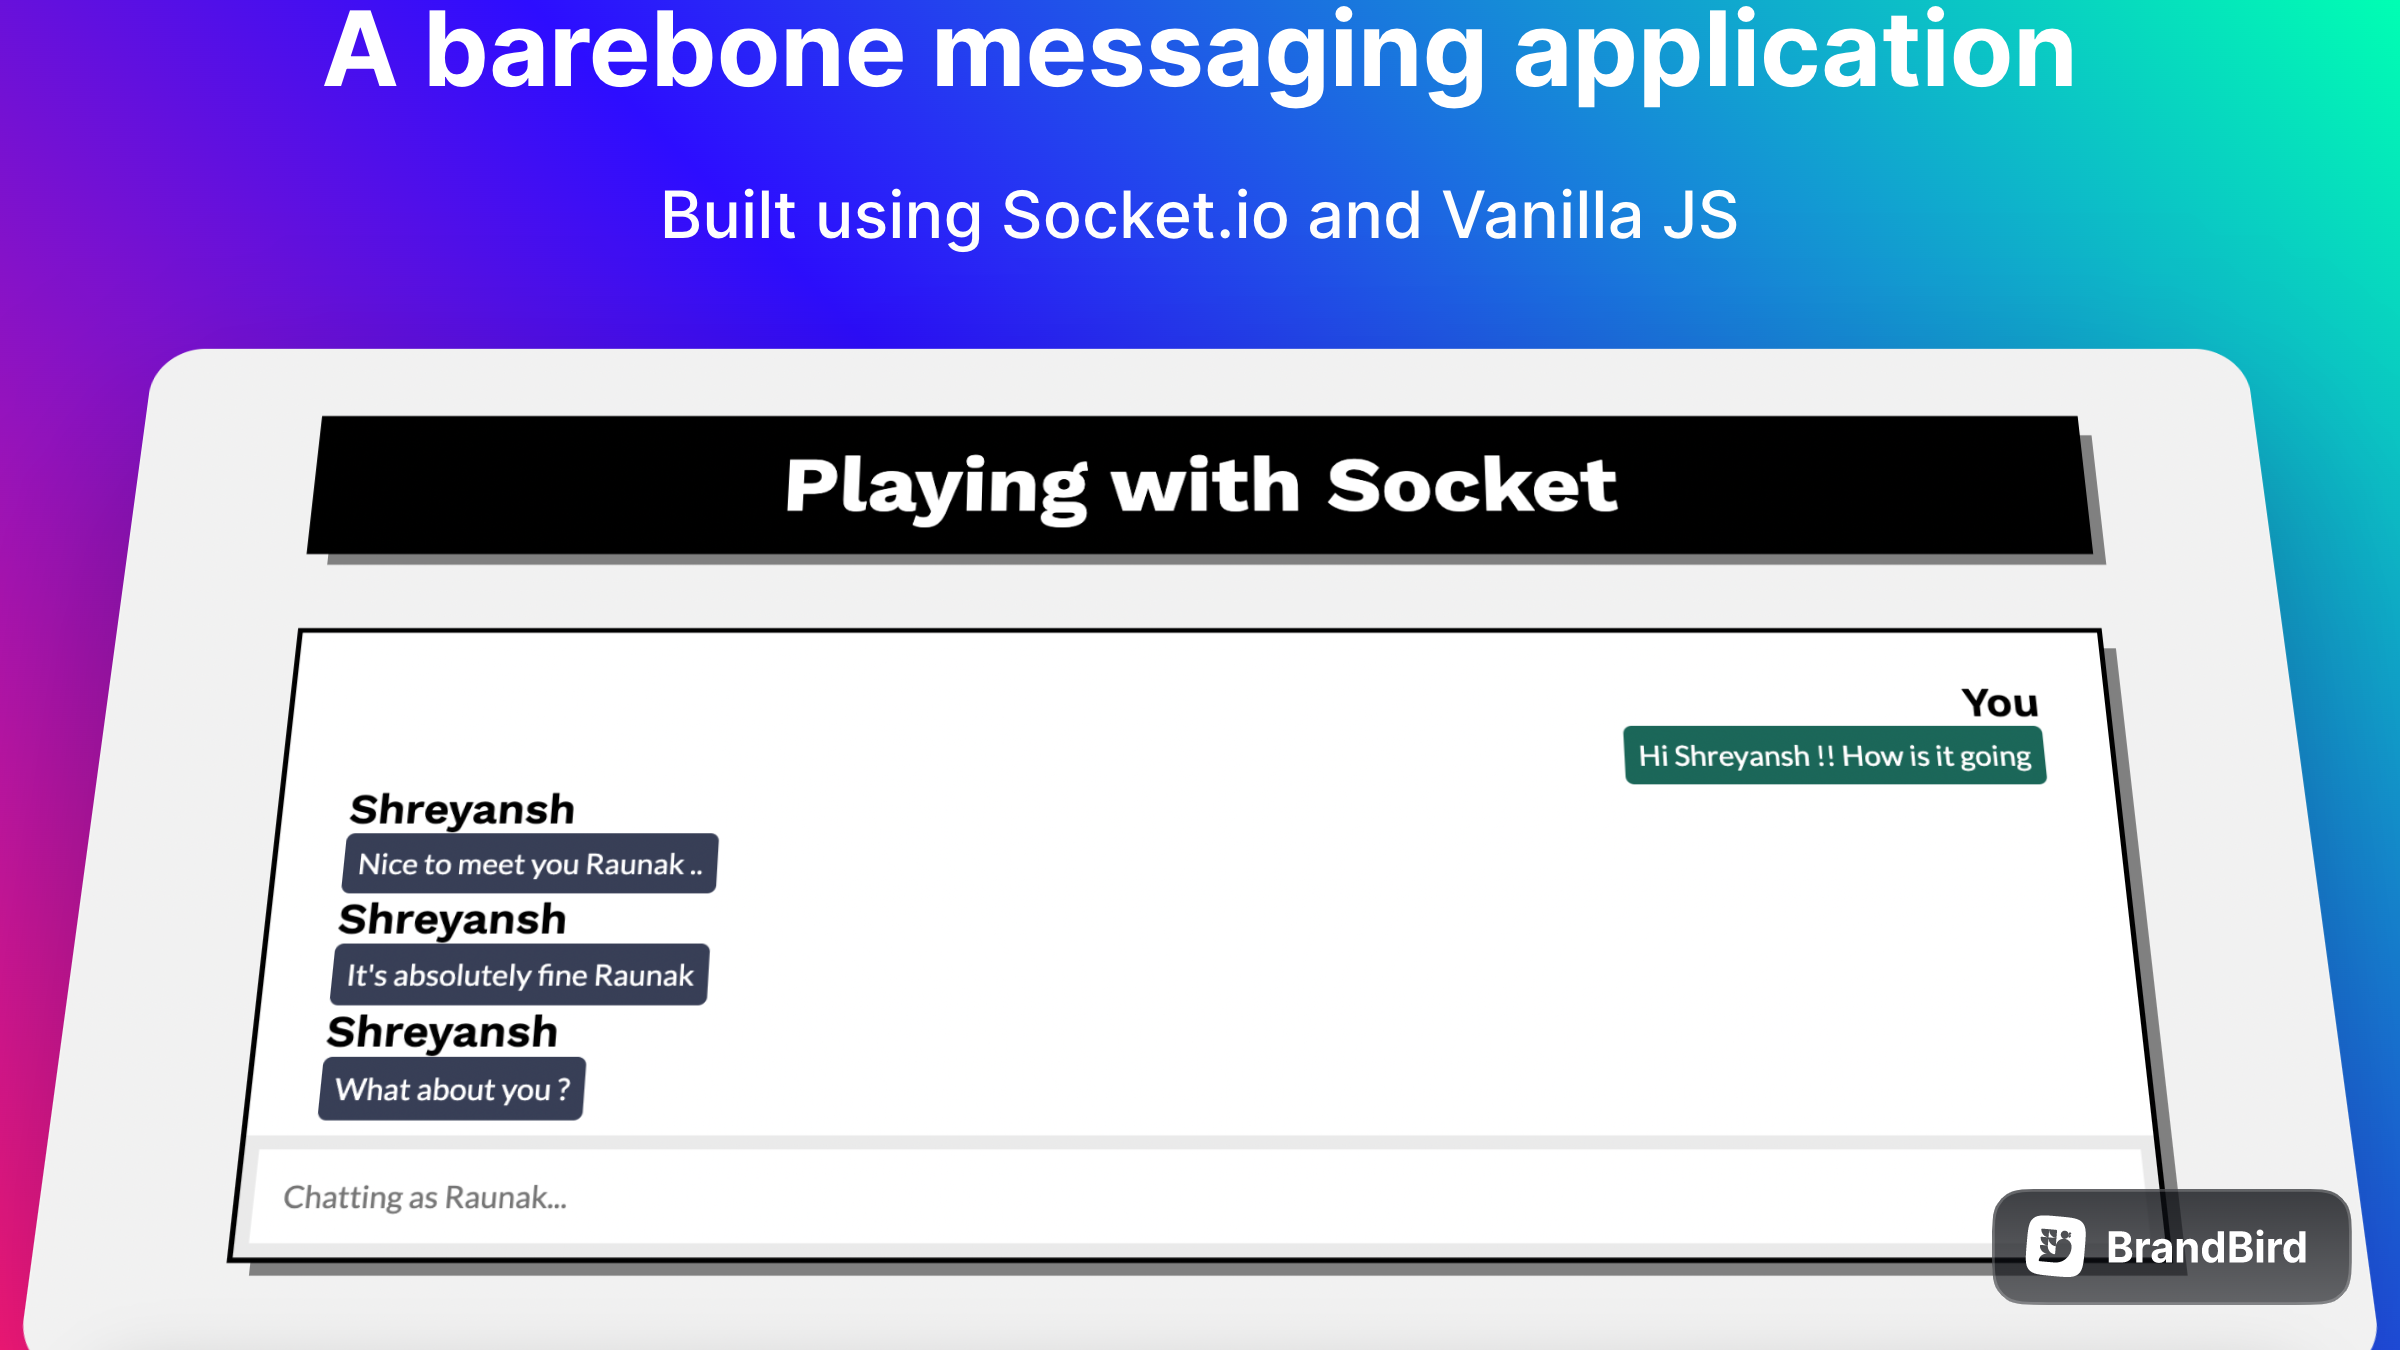 A barebone messaging application
Built using Socket.io and Vanilla JS
Playing with Socket
You
Hi Shreyansh !! How is it going
Shreyansh
Nice to meet you Raunak ..
Shreyansh
It's absolutely fine Raunak
Shreyansh
What about you ?
Chatting as Raunak...
BrandBird